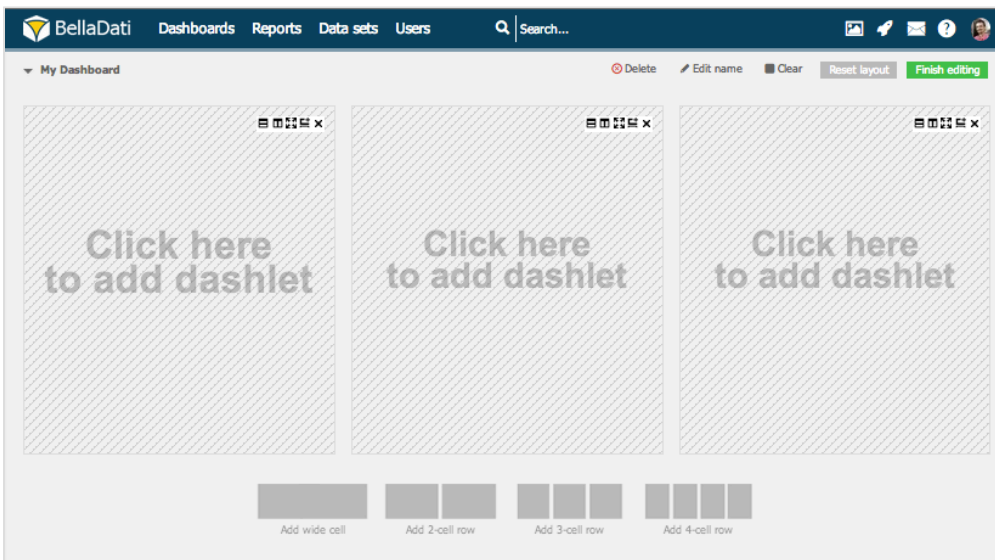 BellaDati Dashboards Reports Data sets Users Search...
My Dashboard Delete Edit name Clear Reset layout Finish editing
Click here
to add dashlet
Click here
to add dashlet
Click here
to add dashlet
Add wide cell Add 2-cell row Add 3-cell row Add 4-cell row